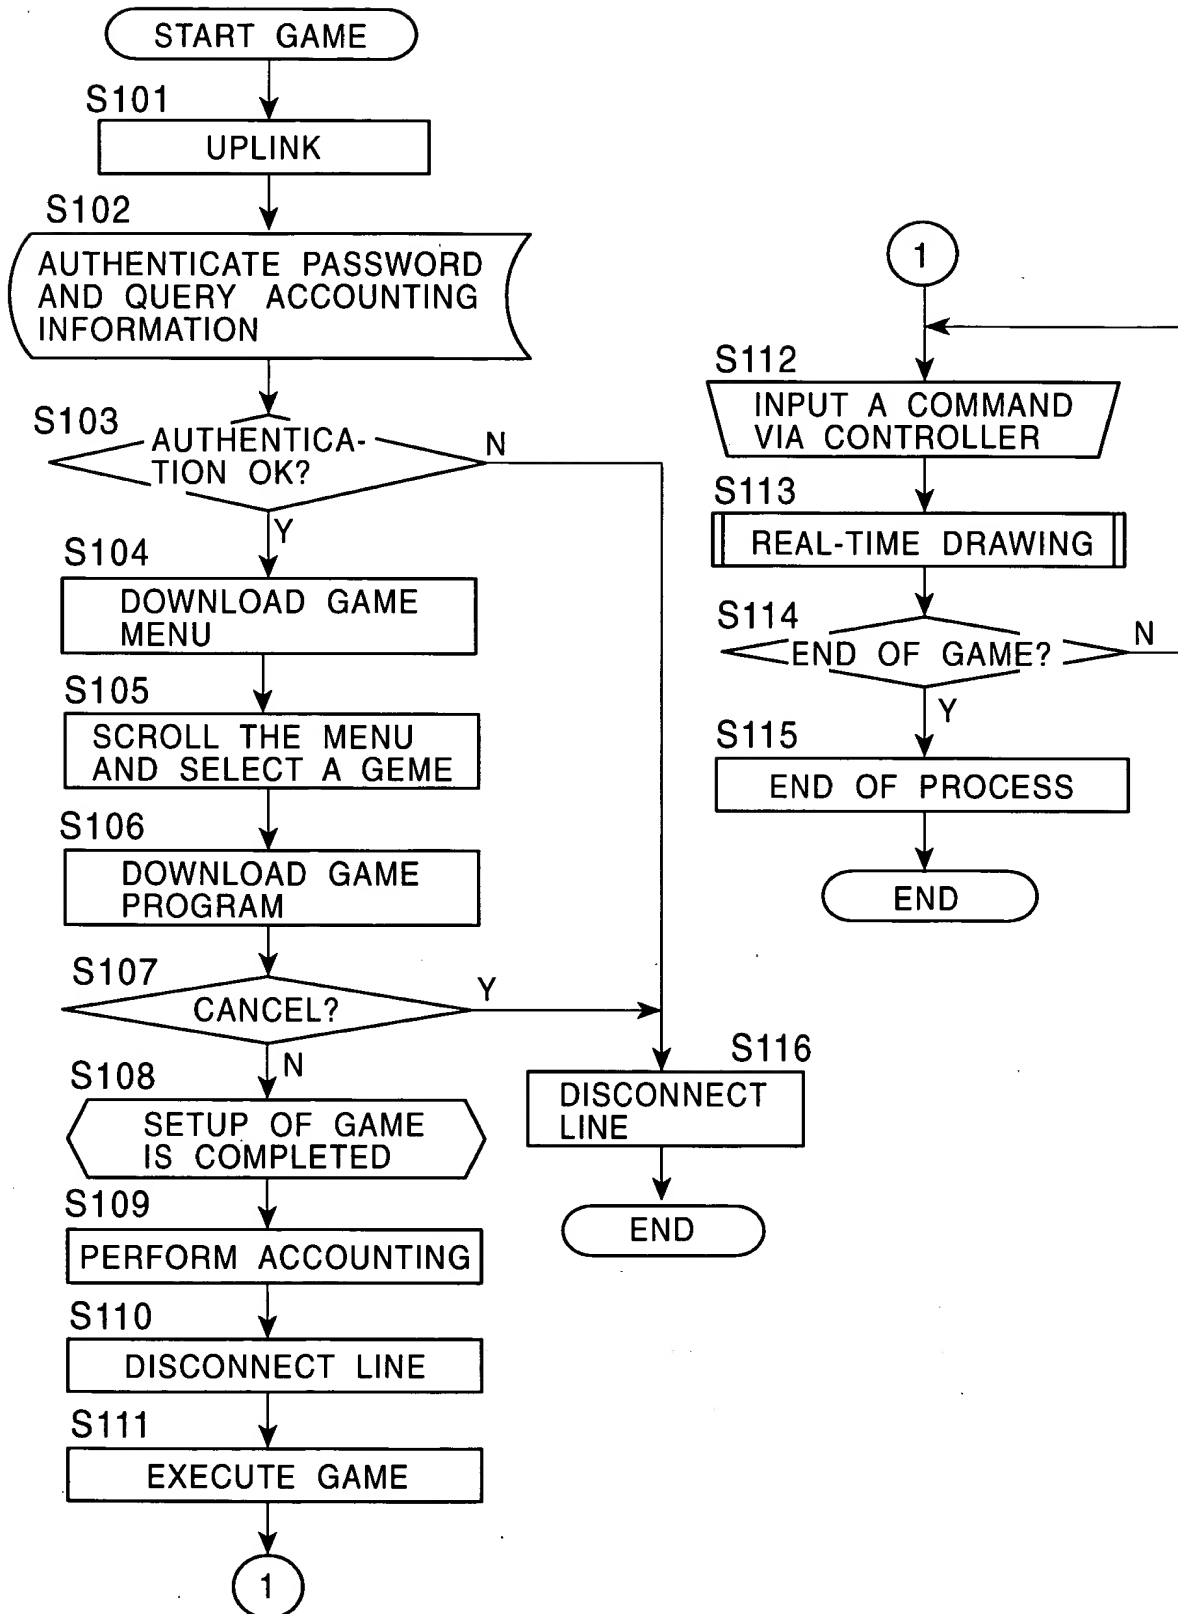 START GAME
S101
UPLINK
S102
AUTHENTICATE PASSWORD
AND QUERY ACCOUNTING
INFORMATION
S103
AUTHENTICA-
TION OK?
N
Y
S104
DOWNLOAD GAME
MENU
S105
SCROLL THE MENU
AND SELECT A GEME
S106
DOWNLOAD GAME
PROGRAM
S107
CANCEL?
Y
N
S108
SETUP OF GAME
IS COMPLETED
S109
PERFORM ACCOUNTING
S110
DISCONNECT LINE
S111
EXECUTE GAME
1
S116
DISCONNECT
LINE
END
1
S112
INPUT A COMMAND
VIA CONTROLLER
S113
REAL-TIME DRAWING
S114
END OF GAME?
N
Y
S115
END OF PROCESS
END